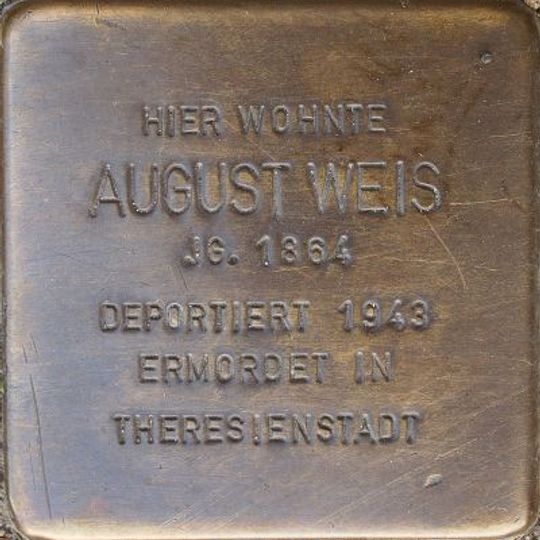 HIER WOHNTE
AUGUST WEIS
JG. 1864
DEPORTIERT 1943
ERMORDET IN
THERESIENSTADT